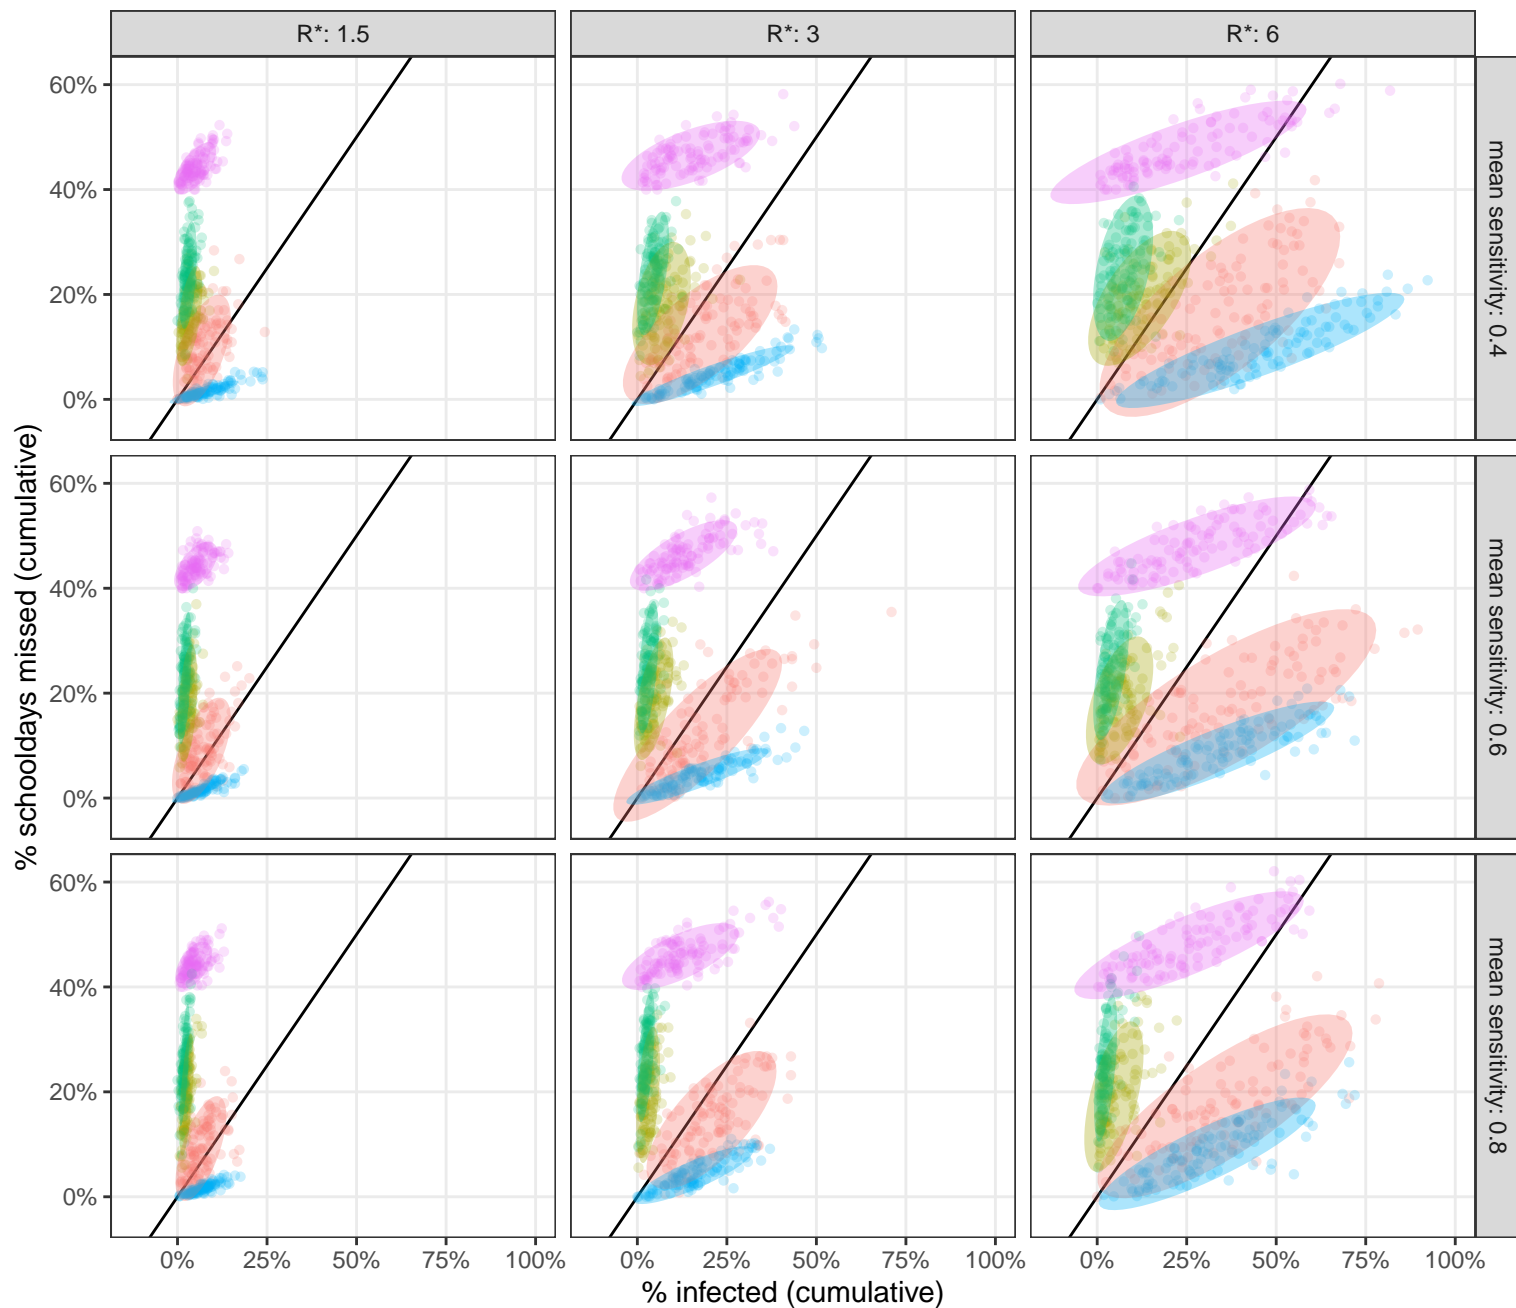 R*: 1.5
R*: 3
R*: 6
60%
40%
20%
0%
mean sensitivity: 0.4
% schooldays missed (cumulative)
60%
40%
20%
0%
mean sensitivity: 0.6
60%
40%
20%
0%
mean sensitivity: 0.8
0% 25% 50% 75% 100%
0% 25% 50% 75% 100%
0% 25% 50% 75% 100%
% infected (cumulative)